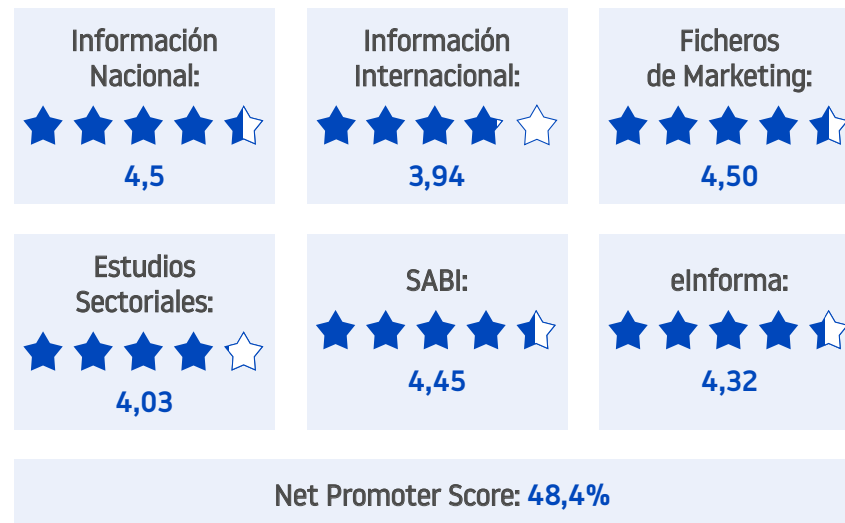 Información
Nacional:
4,5
Información
Internacional:
3,94
Ficheros
de Marketing:
4,50
Estudios
Sectoriales:
4,03
SABI:
4,45
eInforma:
4,32
Net Promoter Score: 48,4%